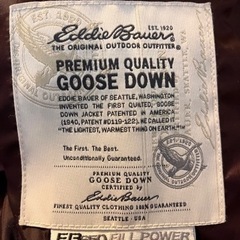 Eddie Bauer
EST. 1920
THE ORIGINAL OUTDOOR OUTFITTER®
PREMIUM QUALITY
GOOSE DOWN
EDDIE BAUER OF SEATTLE, WASHINGTON
INVENTED THE FIRST QUILTED, GOOSE
DOWN JACKET PATENTED IN AMERICA
(1940, PATENT #D119,122). WE CALLED IT
"THE LIGHTEST, WARMEST THING ON EARTH."
The First. The Best.
Unconditionally Guaranteed.
PREMIUM QUALITY
GOOSE DOWN
CERTIFIED by
Eddie Bauer
FINEST QUALITY CLOTHING 100% GUARANTEED
SEATTLE - USA
FILL POWER